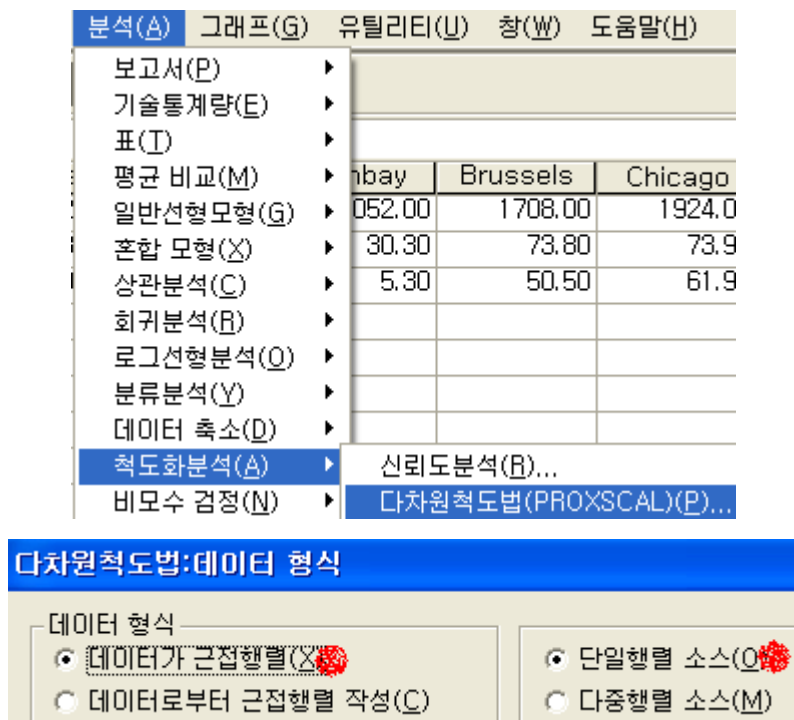 분석(A) 그래프(G) 유틸리티(U) 창(W) 도움말(H)
보고서(P)
기술통계량(E)
표(T)
평균 비교(M)
일반선형모형(G)
혼합 모형(X)
상관분석(C)
회귀분석(R)
로그선형분석(O)
분류분석(Y)
데이터 축소(D)
척도화분석(A)
비모수 검정(N)
nbay Brussels Chicago
052.00 1708.00 1924.0
30.30 73.80 73.9
5.30 50.50 61.9
신뢰도분석(R)...
다차원척도법(PROXSCAL)(P)...
다차원척도법:데이터 형식
데이터 형식
데이터가 근접행렬(X)
데이터로부터 근접행렬 작성(C)
단일행렬 소스(O)
다중행렬 소스(M)